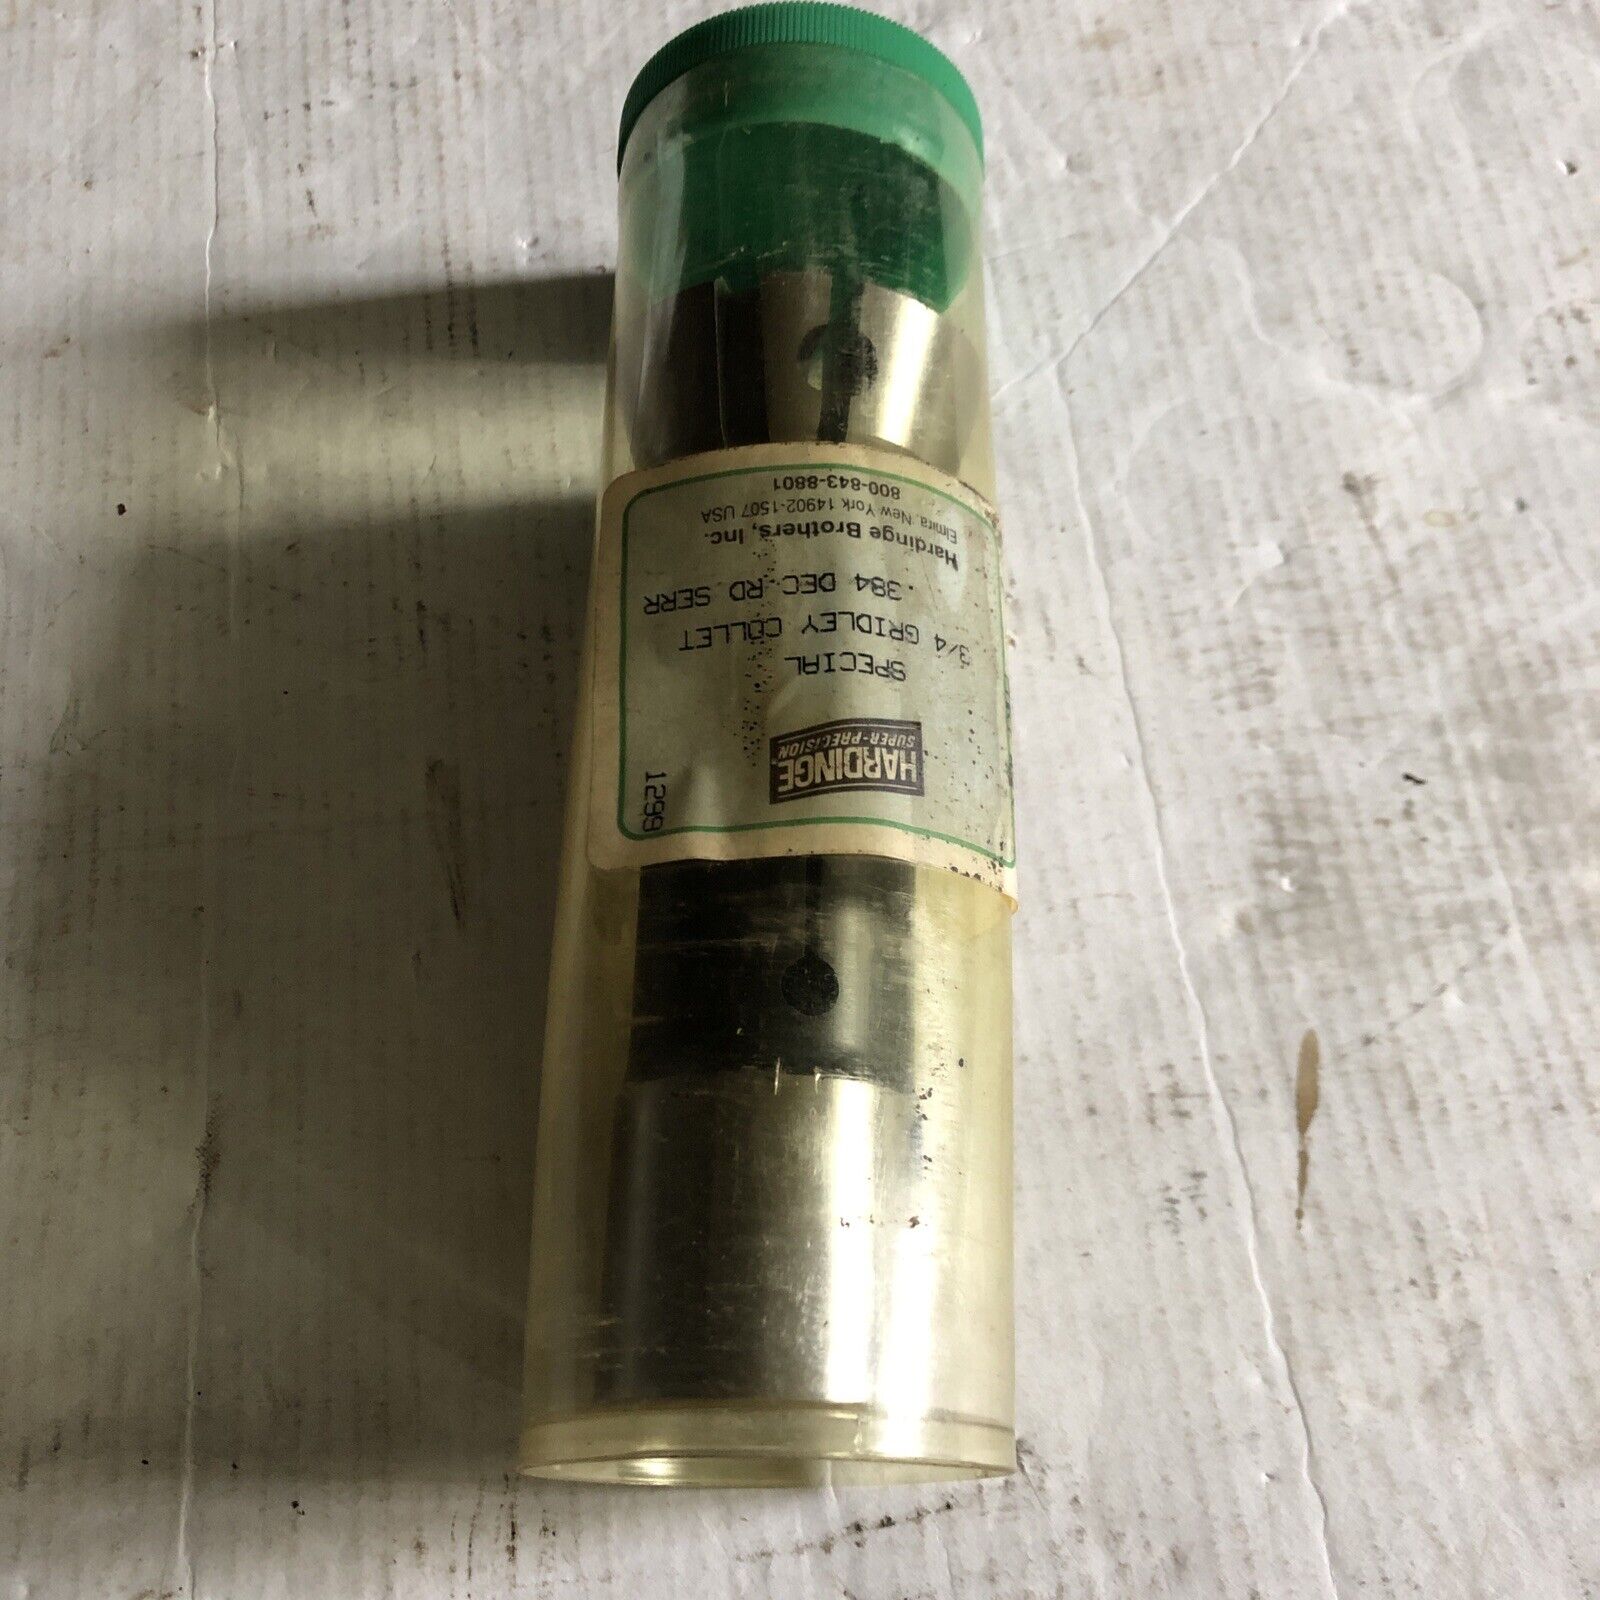 HARDINGE
SUPER-PRECISION
1299
SPECIAL
3/4 GRIDLEY COLLET
.384 DEC RD SERR
Hardinge Brothers, Inc.
Elmira, New York 14902-1507 USA
800-843-8801